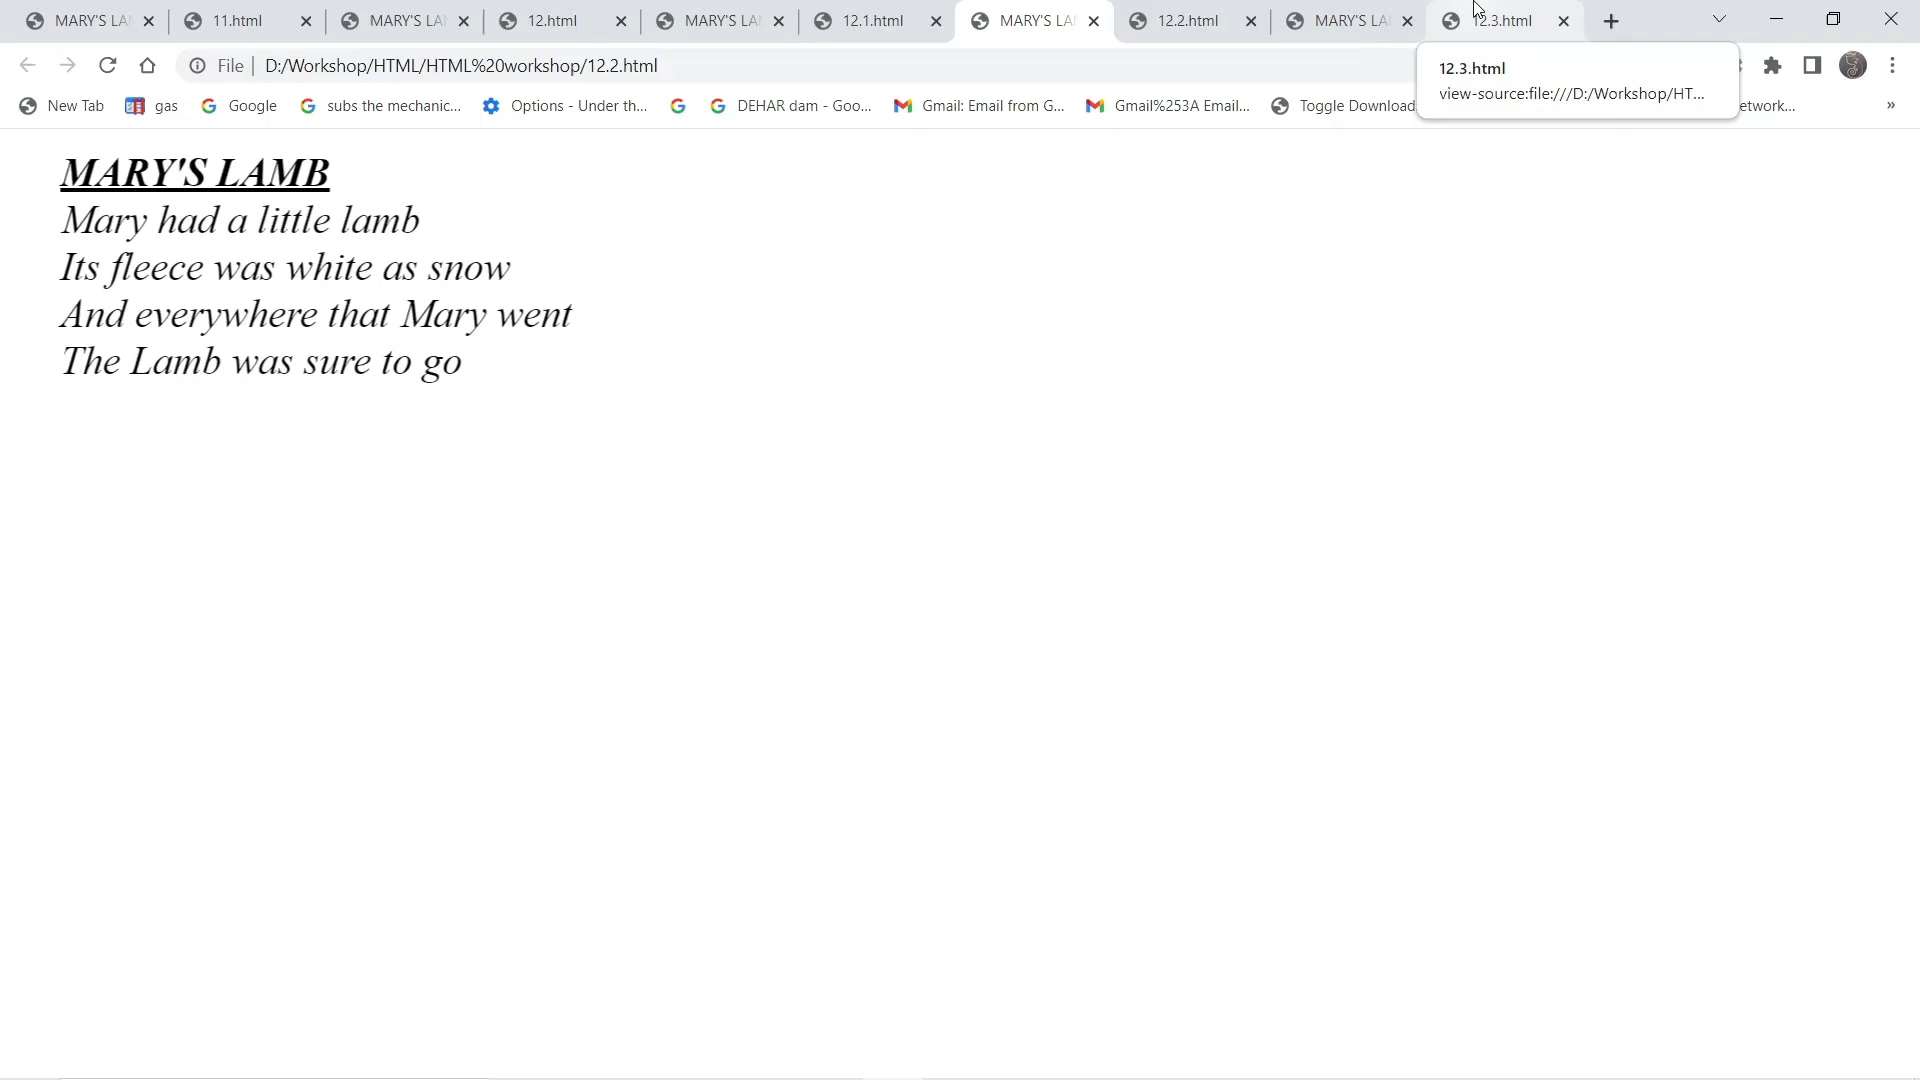 MARY'S LA
11.html
MARY'S LA
12.html
MARY'S LA
12.1.html
MARY'S LA
12.2.html
MARY'S LA
12.3.html
File
D:/Workshop/HTML/HTML%20workshop/12.2.html
12.3.html
view-source:file:///D:/Workshop/HT...
New Tab
gas
Google
subs the mechanic...
Options - Under th...
DEHAR dam - Goo...
Gmail: Email from G...
Gmail%253A Email...
Toggle Download
etwork...
MARY'S LAMB
Mary had a little lamb
Its fleece was white as snow
And everywhere that Mary went
The Lamb was sure to go